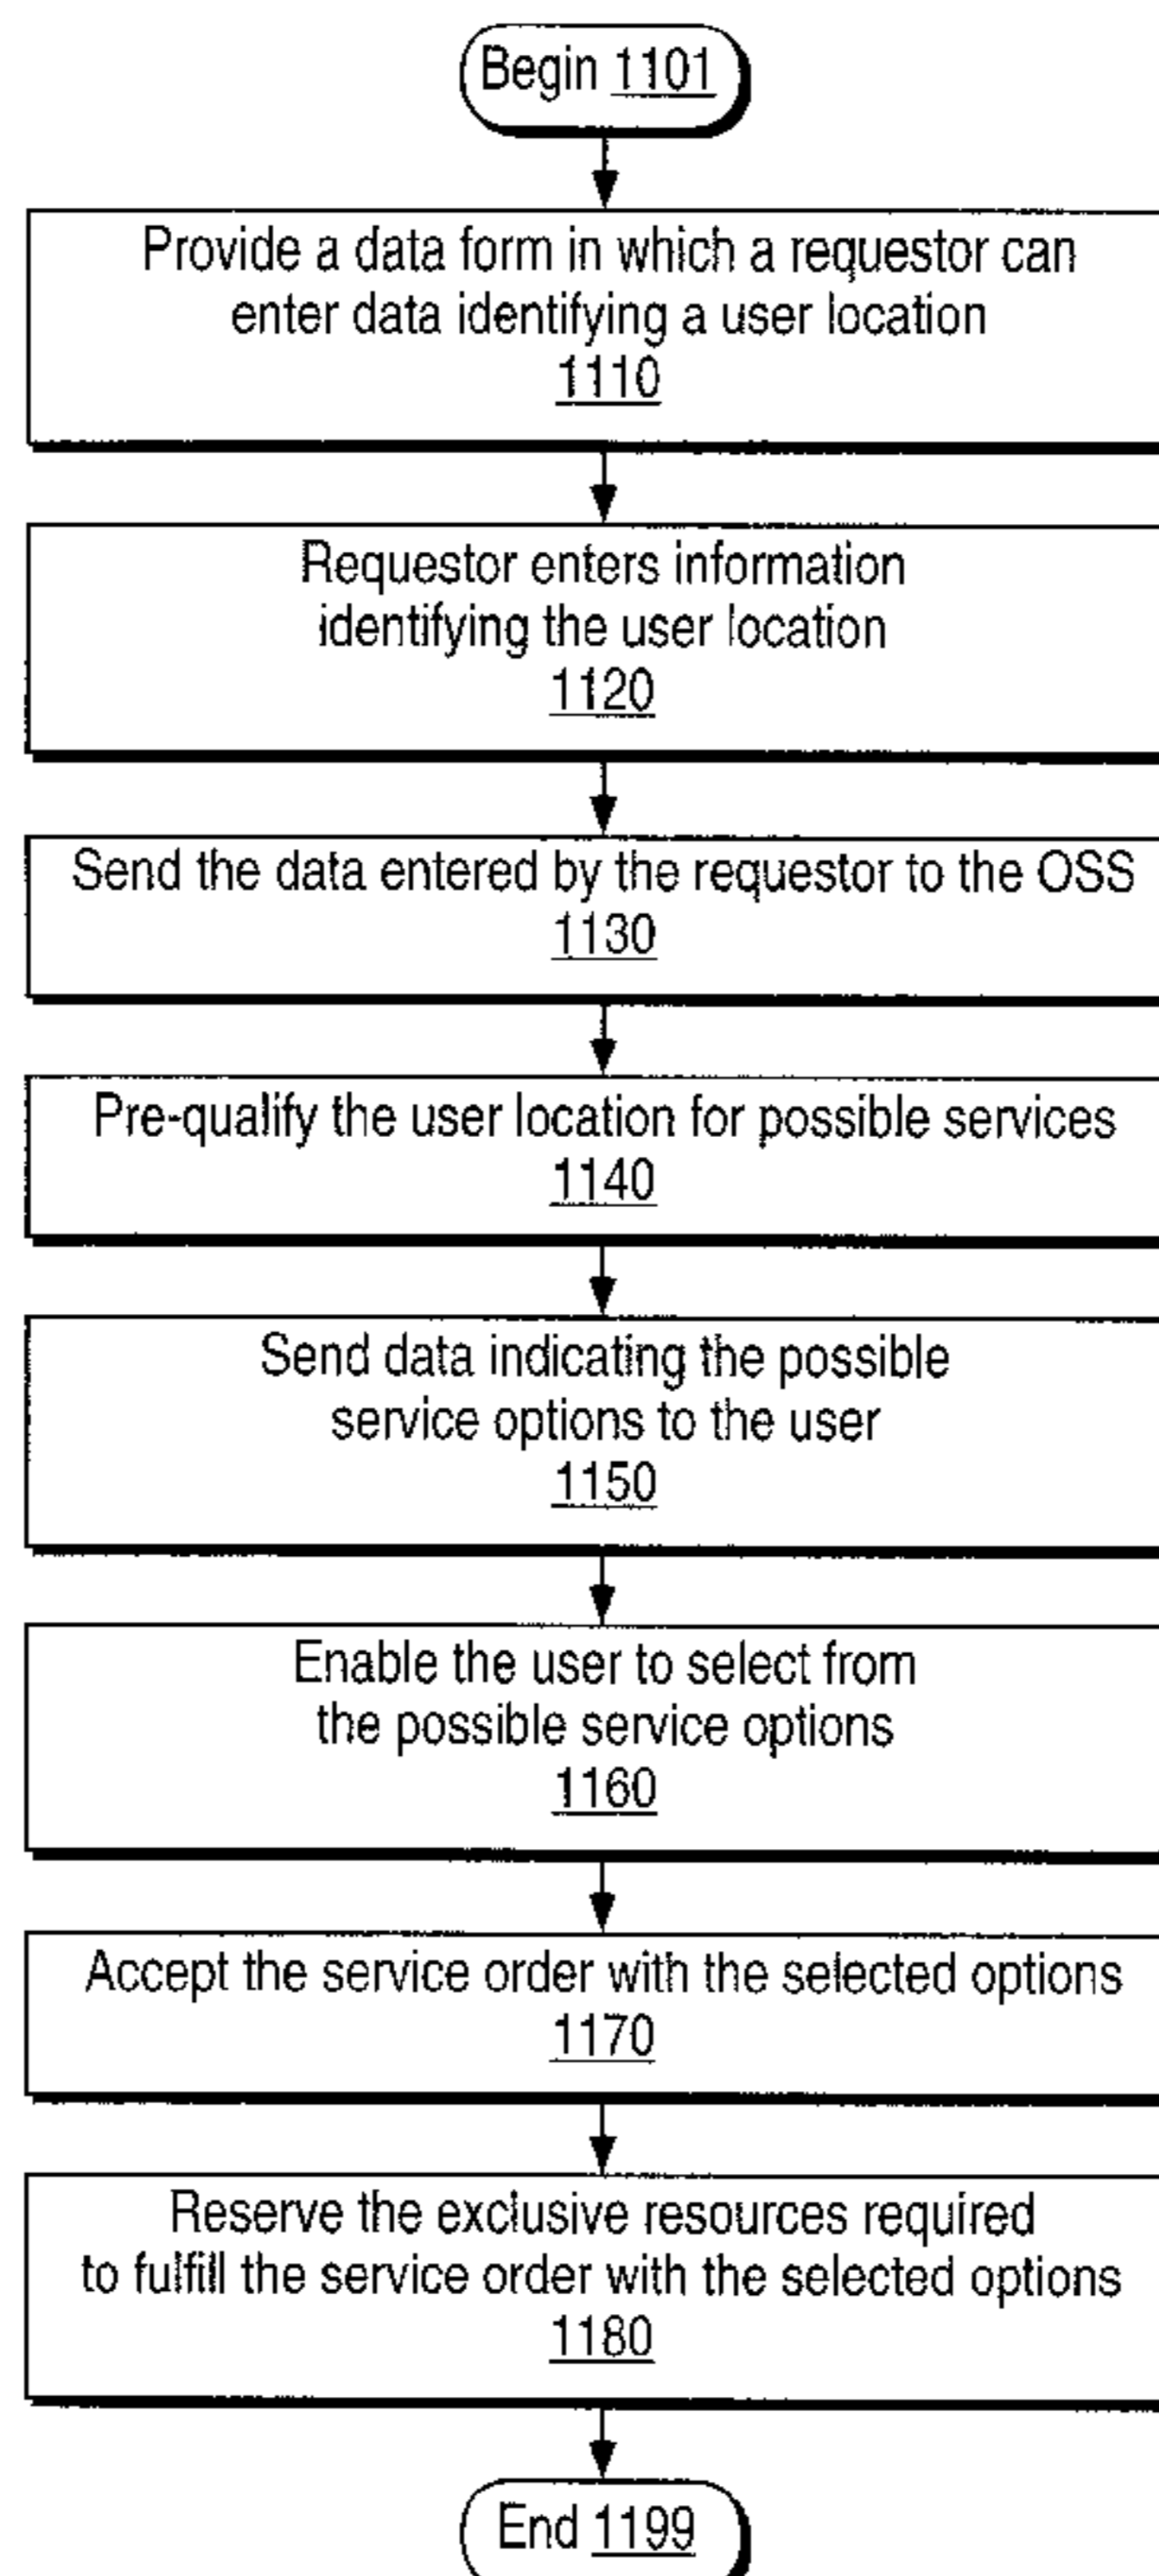 Begin 1101
Provide a data form in which a requestor can
enter data identifying a user location
1110
Requestor enters information
identifying the user location
1120
Send the data entered by the requestor to the OSS
1130
Pre-qualify the user location for possible services
1140
Send data indicating the possible
service options to the user
1150
Enable the user to select from
the possible service options
1160
Accept the service order with the selected options
1170
Reserve the exclusive resources required
to fulfill the service order with the selected options
1180
End 1199